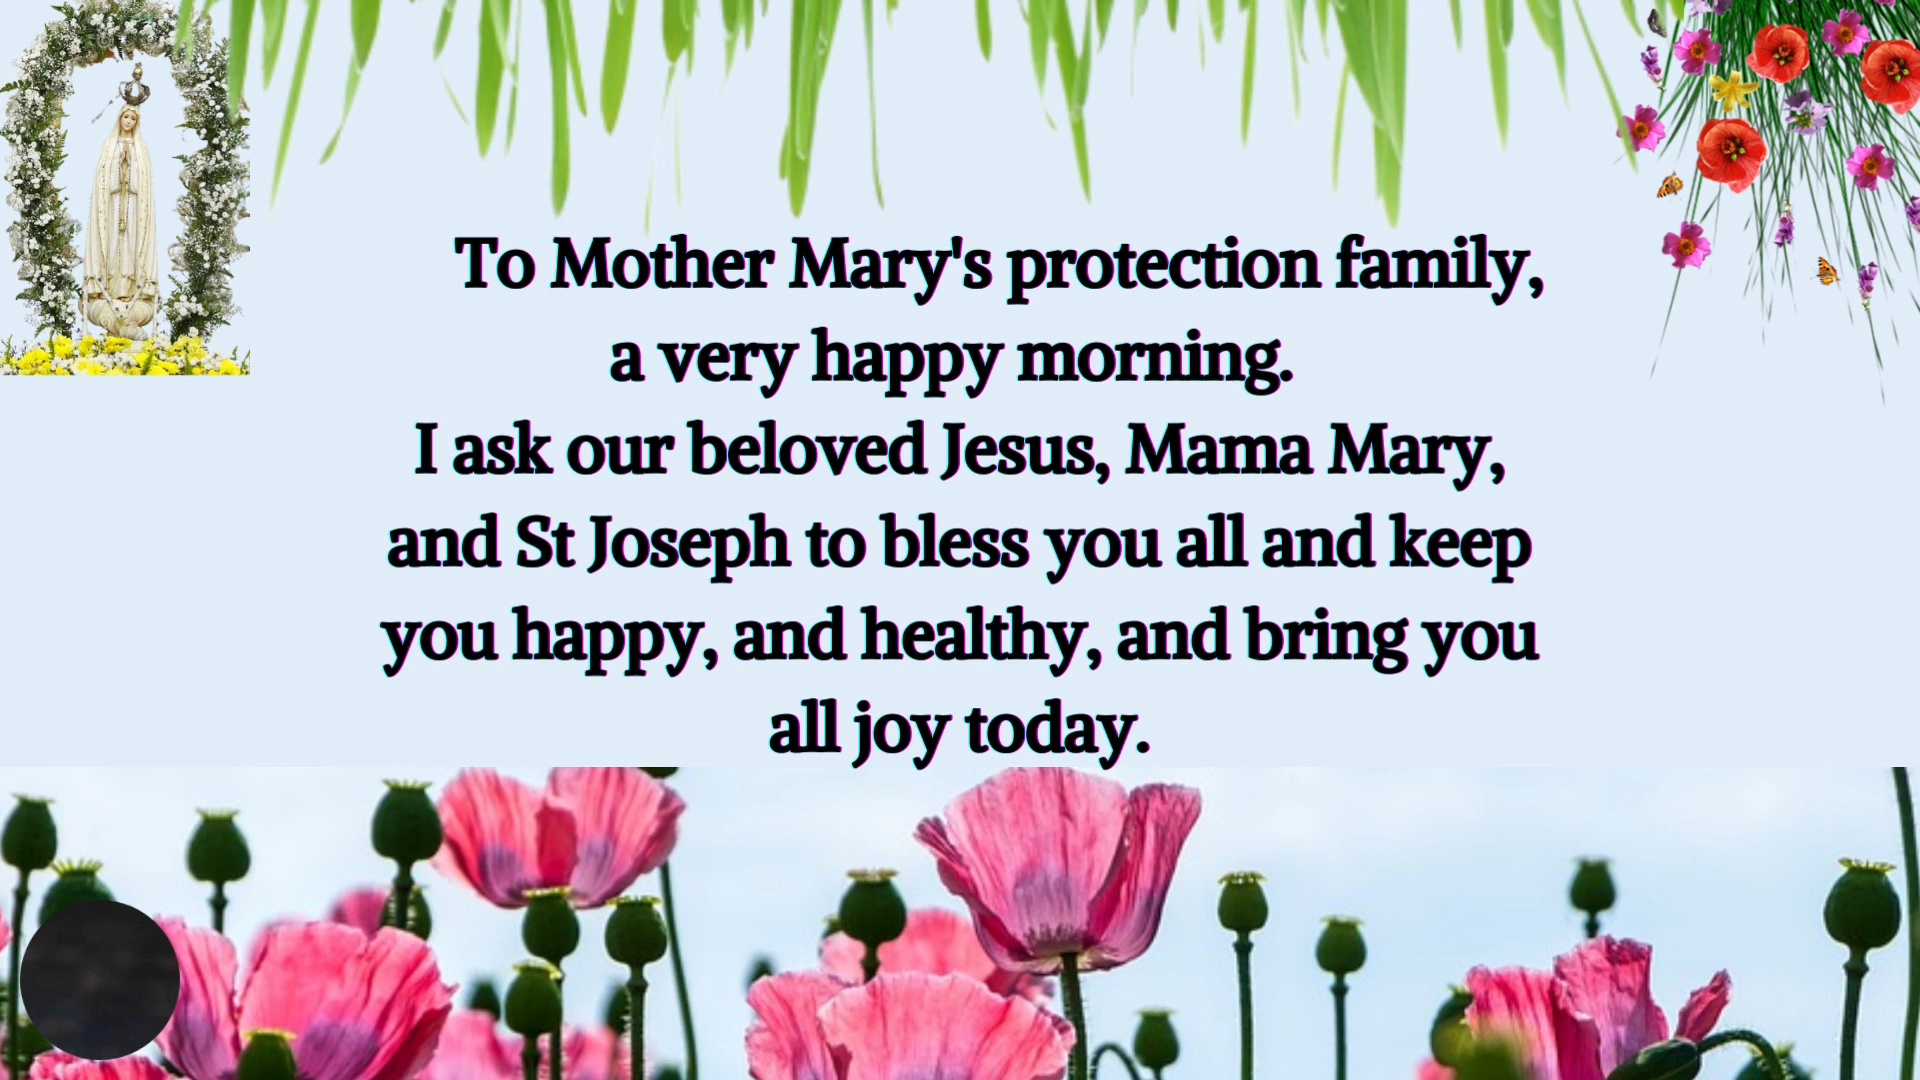 To Mother Mary's protection family,
a very happy morning.
I ask our beloved Jesus, Mama Mary,
and St Joseph to bless you all and keep
you happy, and healthy, and bring you
all joy today.